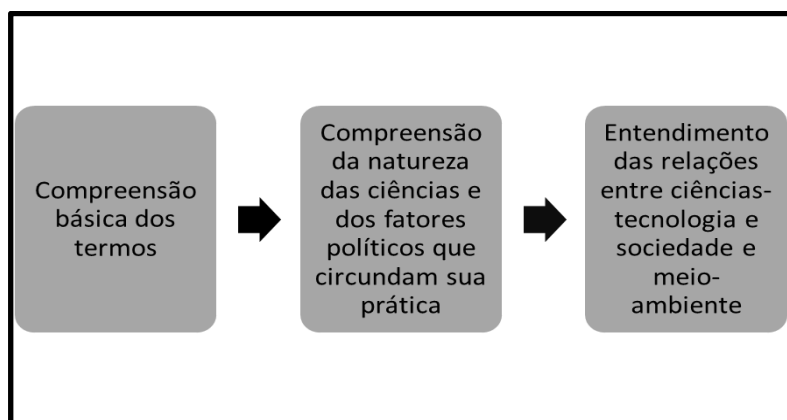 Compreensão
básica dos
termos
Compreensão
da natureza
das ciências e
dos fatores
políticos que
circundam sua
prática
Entendimento
das relações
entre ciências-
tecnologia e
sociedade e
meio-
ambiente